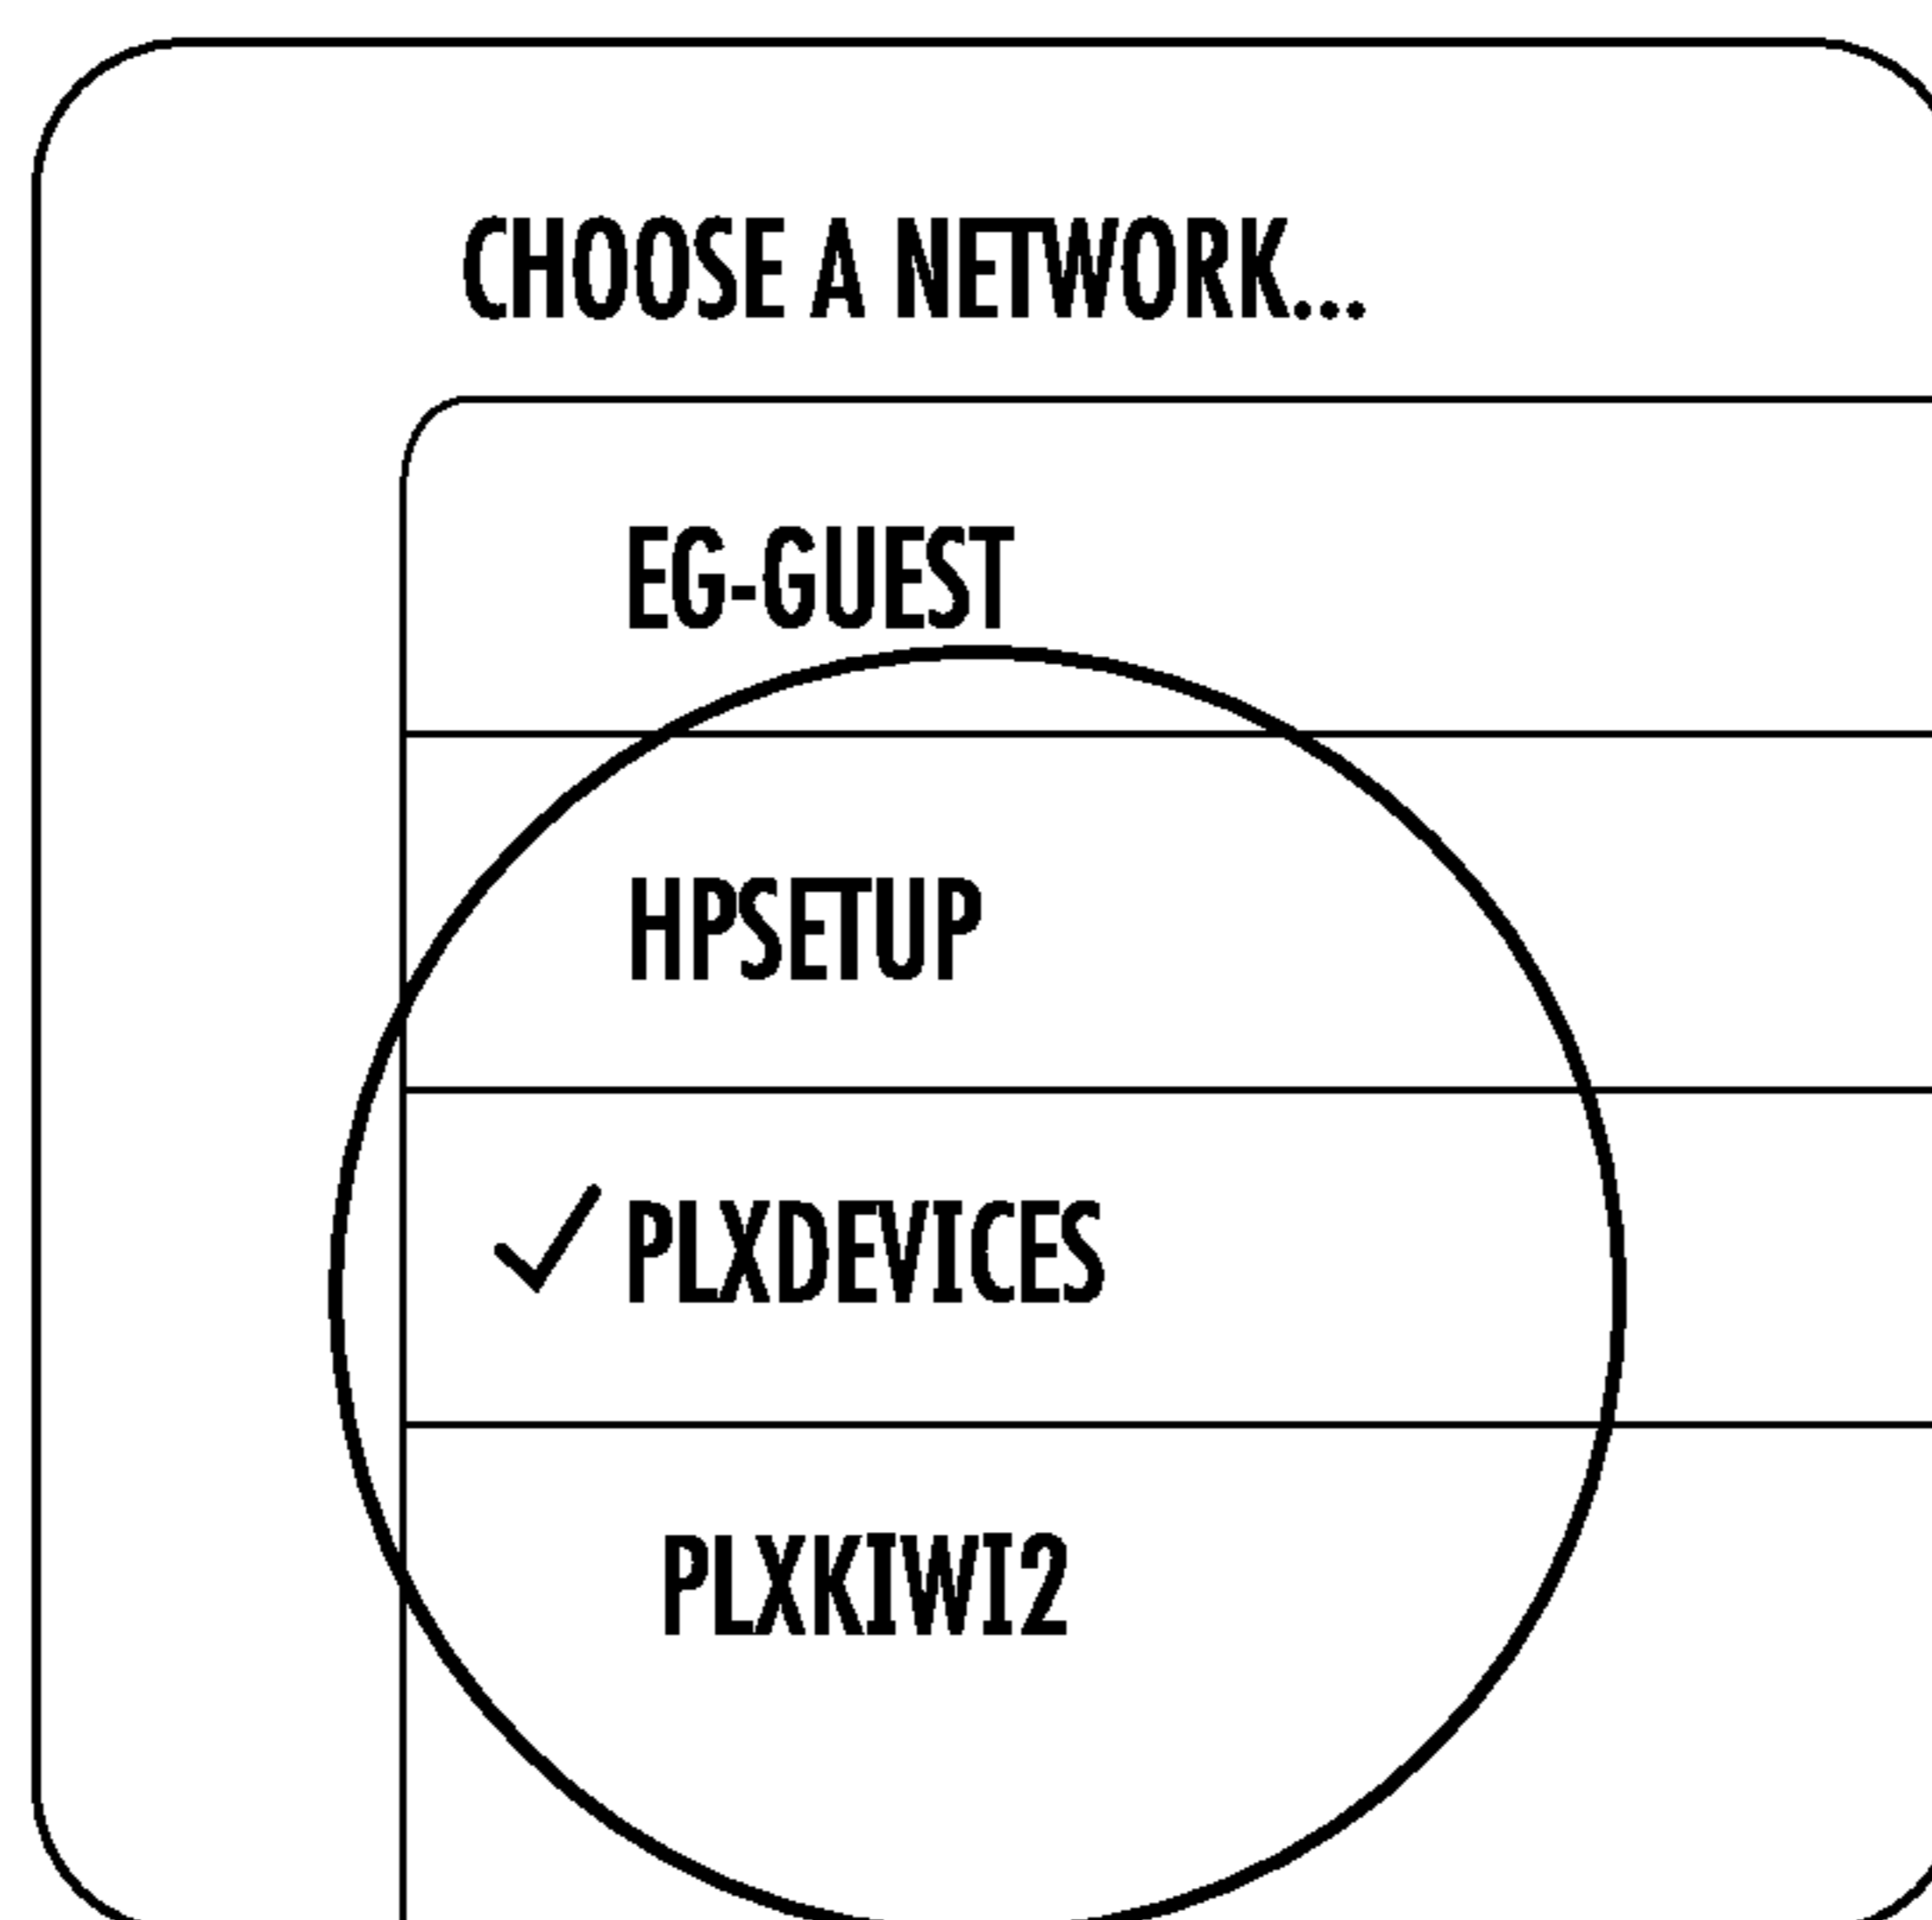 CHOOSE A NETWORK...
EG-GUEST
HPSETUP
PLXDEVICES
PLXKIWI2